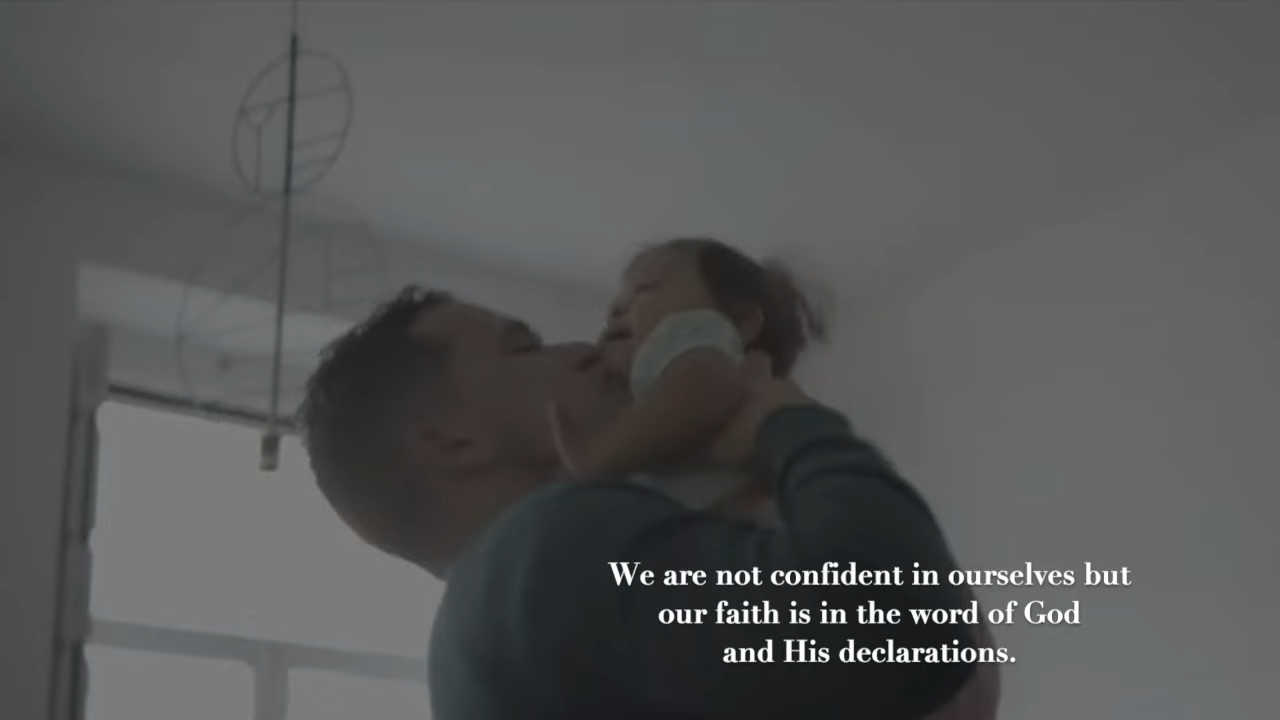 We are not confident in ourselves but
our faith is in the word of God
and His declarations.